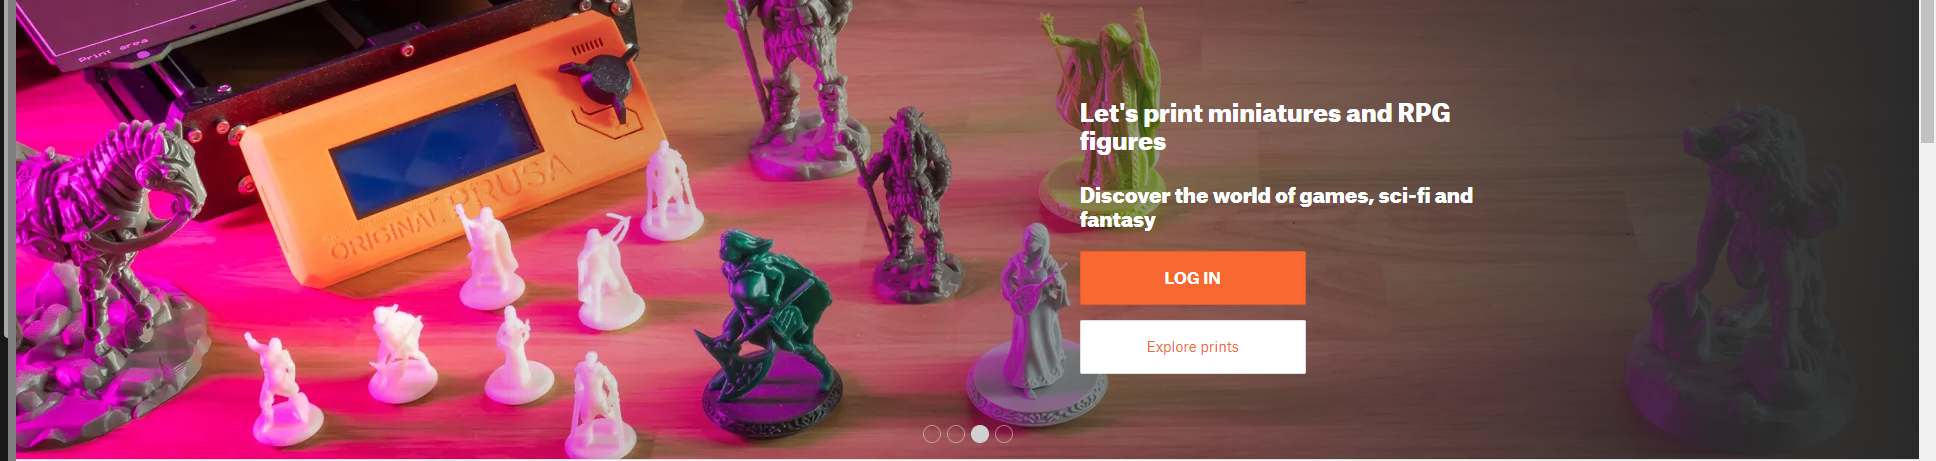 Print area
ORIGINAL PRUSA
Let's print miniatures and RPG
figures
Discover the world of games, sci-fi and
fantasy
LOG IN
Explore prints